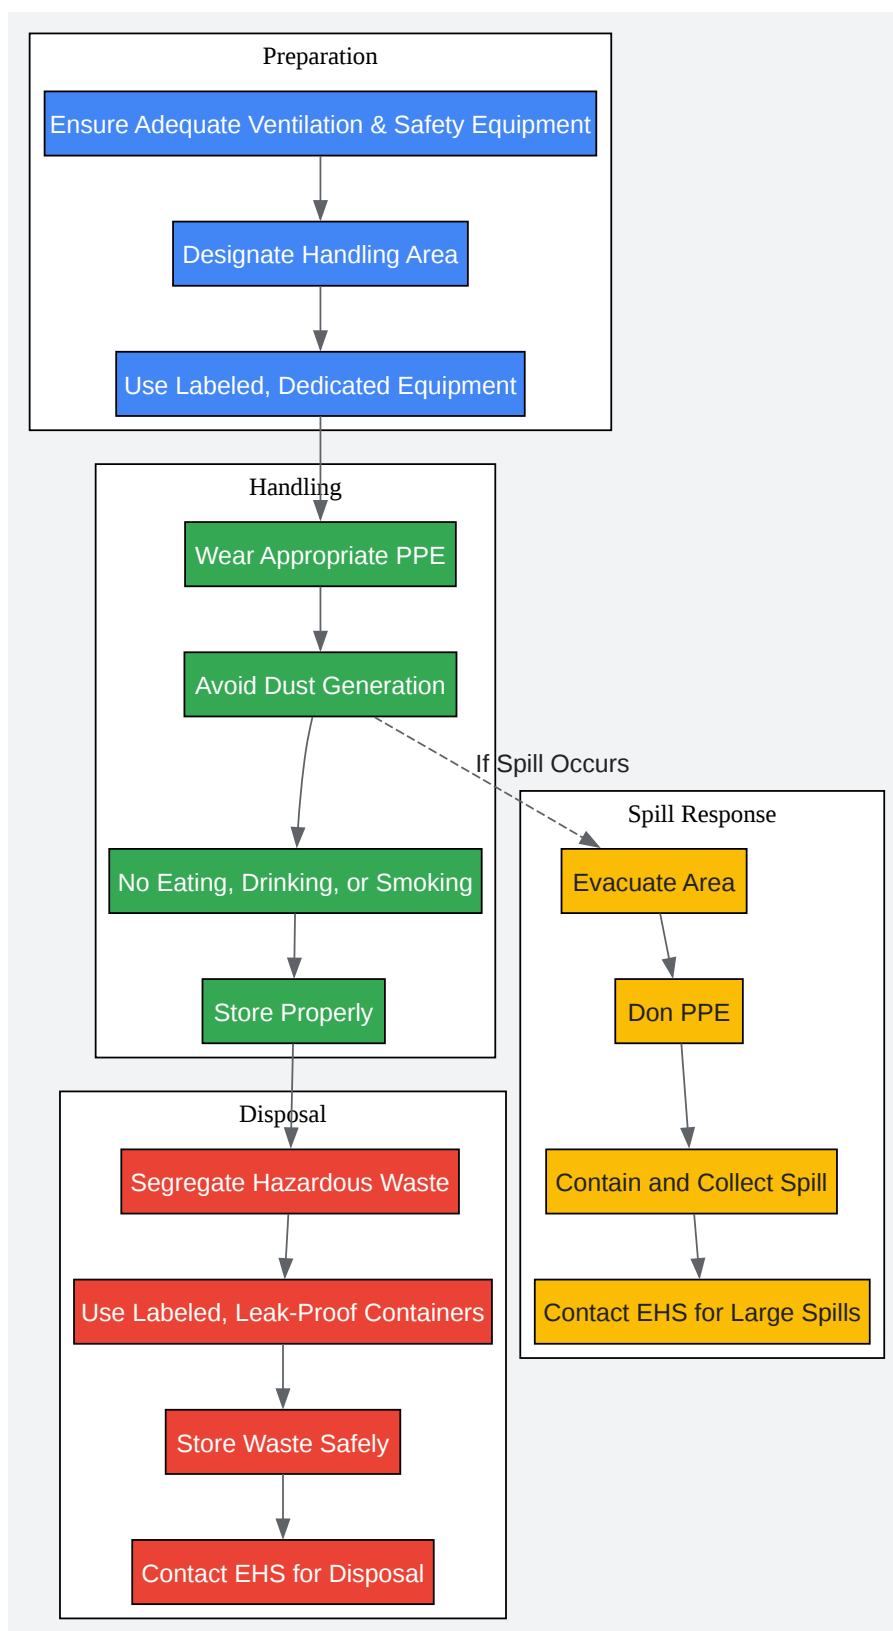 Preparation
Ensure Adequate Ventilation & Safety Equipment
Designate Handling Area
Use Labeled, Dedicated Equipment
Handling
Wear Appropriate PPE
Avoid Dust Generation
If Spill Occurs
No Eating, Drinking, or Smoking
Store Properly
Spill Response
Evacuate Area
Don PPE
Contain and Collect Spill
Contact EHS for Large Spills
Disposal
Segregate Hazardous Waste
Use Labeled, Leak-Proof Containers
Store Waste Safely
Contact EHS for Disposal